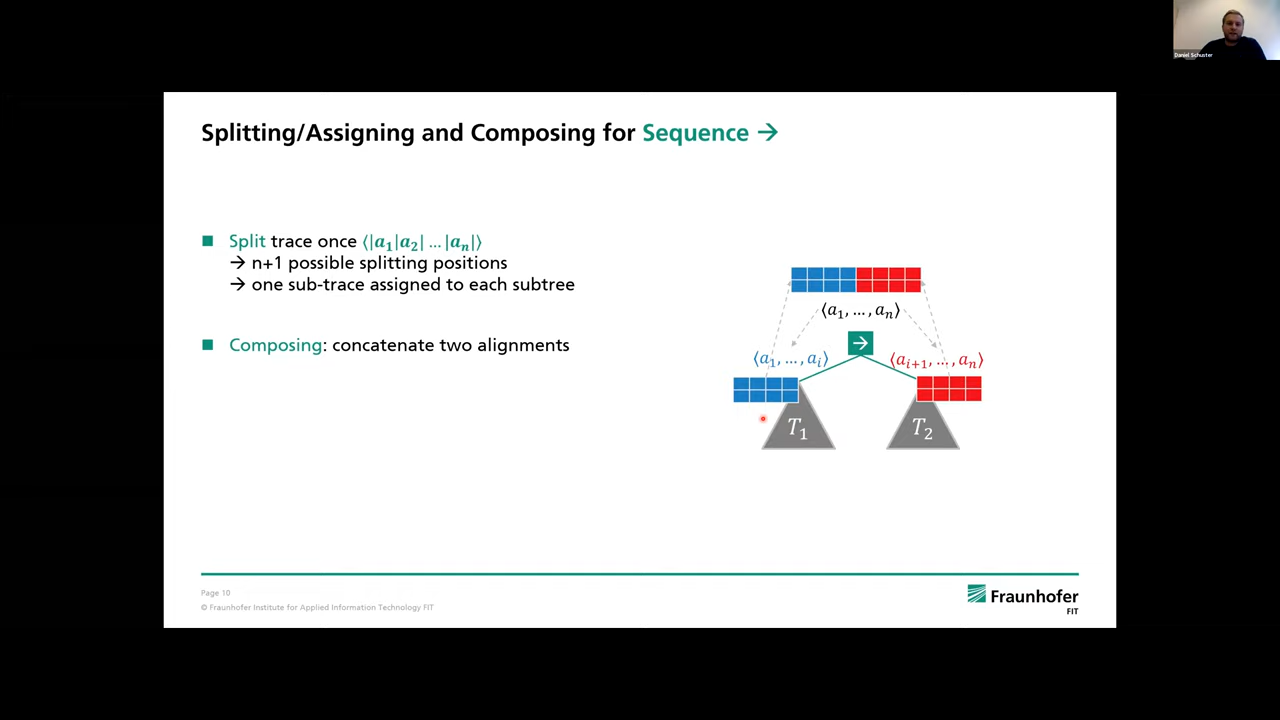 Daniel Schuster
Splitting/Assigning and Composing for Sequence →
■ Split trace once ⟨|a₁|a₂| … |aₙ|⟩
→ n+1 possible splitting positions
→ one sub-trace assigned to each subtree
■ Composing: concatenate two alignments
⟨a₁, … , aₙ⟩
→
⟨a₁, … , aᵢ⟩
⟨aᵢ₊₁, … , aₙ⟩
T₁
T₂
Page 10
© Fraunhofer Institute for Applied Information Technology FIT
Fraunhofer
FIT